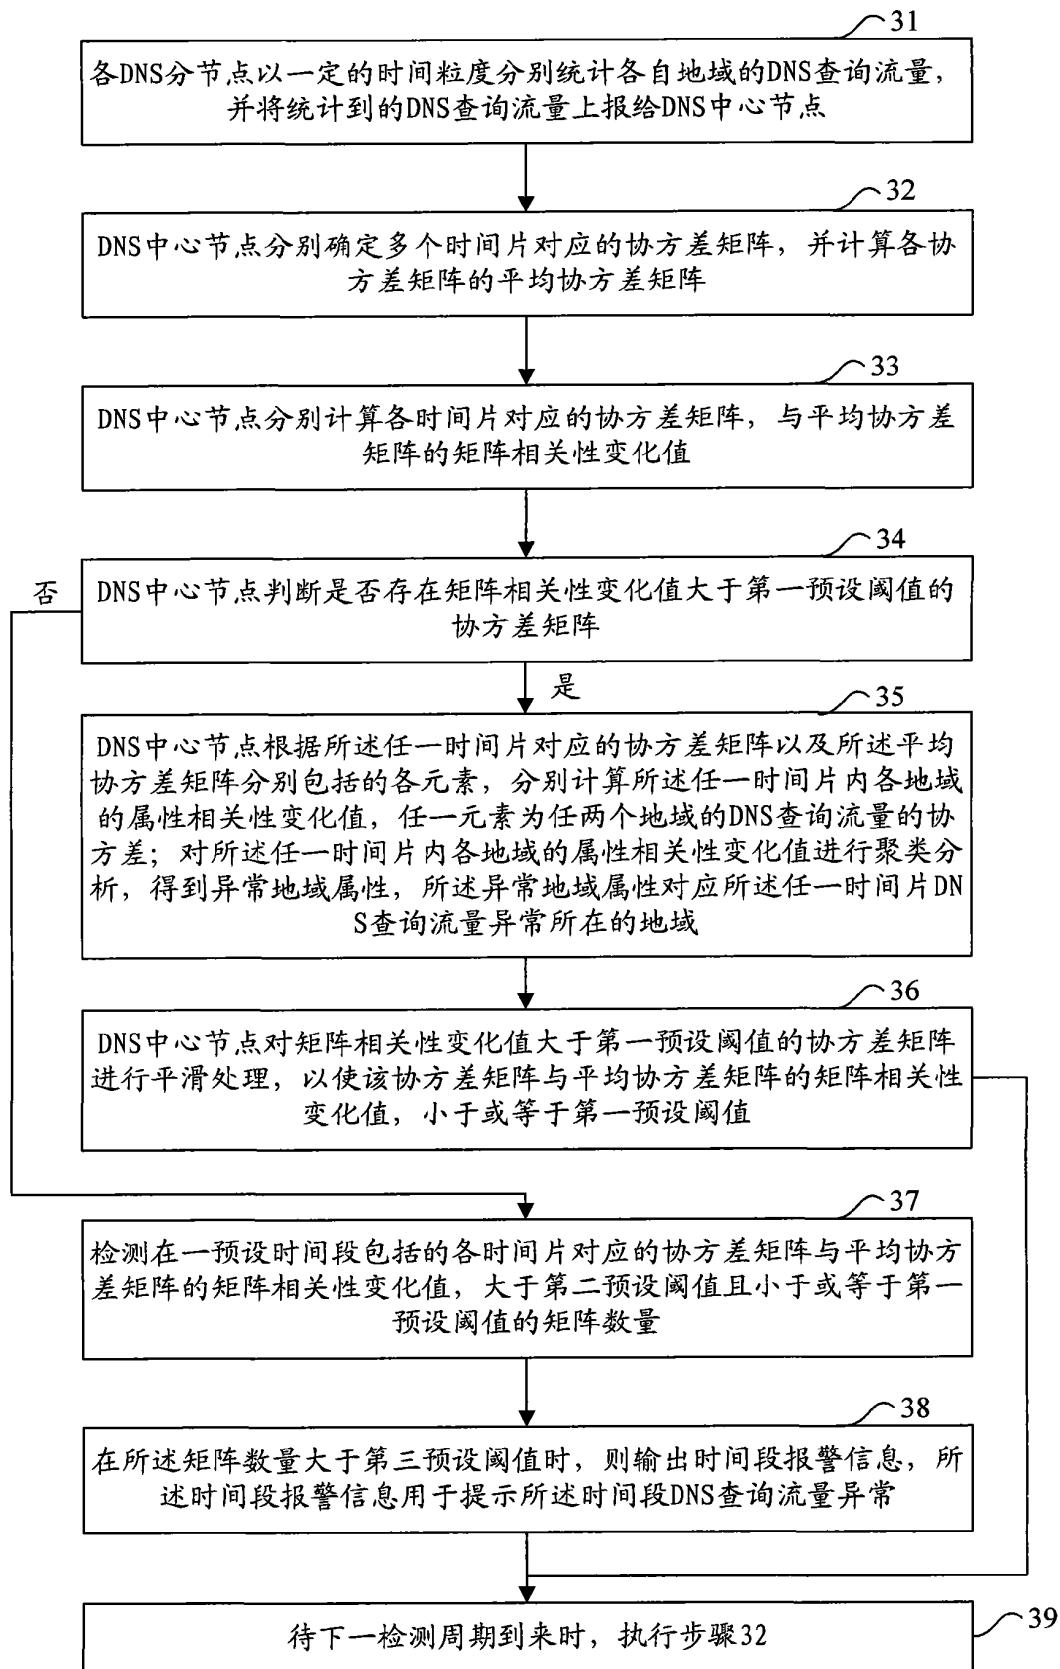 31
各DNS分节点以一定的时间粒度分别统计各自地域的DNS查询流量，
并将统计到的DNS查询流量上报给DNS中心节点
32
DNS中心节点分别确定多个时间片对应的协方差矩阵，并计算各协
方差矩阵的平均协方差矩阵
33
DNS中心节点分别计算各时间片对应的协方差矩阵，与平均协方差
矩阵的矩阵相关性变化值
34
否
DNS中心节点判断是否存在矩阵相关性变化值大于第一预设阈值的
协方差矩阵
是
35
DNS中心节点根据所述任一时间片对应的协方差矩阵以及所述平均
协方差矩阵分别包括的各元素，分别计算所述任一时间片内各地域
的属性相关性变化值，任一元素为任两个地域的DNS查询流量的协
方差；对所述任一时间片内各地域的属性相关性变化值进行聚类分
析，得到异常地域属性，所述异常地域属性对应所述任一时间片DN
S查询流量异常所在的地域
36
DNS中心节点对矩阵相关性变化值大于第一预设阈值的协方差矩阵
进行平滑处理，以使该协方差矩阵与平均协方差矩阵的矩阵相关性
变化值，小于或等于第一预设阈值
37
检测在一预设时间段包括的各时间片对应的协方差矩阵与平均协方
差矩阵的矩阵相关性变化值，大于第二预设阈值且小于或等于第一
预设阈值的矩阵数量
38
在所述矩阵数量大于第三预设阈值时，则输出时间段报警信息，所
述时间段报警信息用于提示所述时间段DNS查询流量异常
39
待下一检测周期到来时，执行步骤32